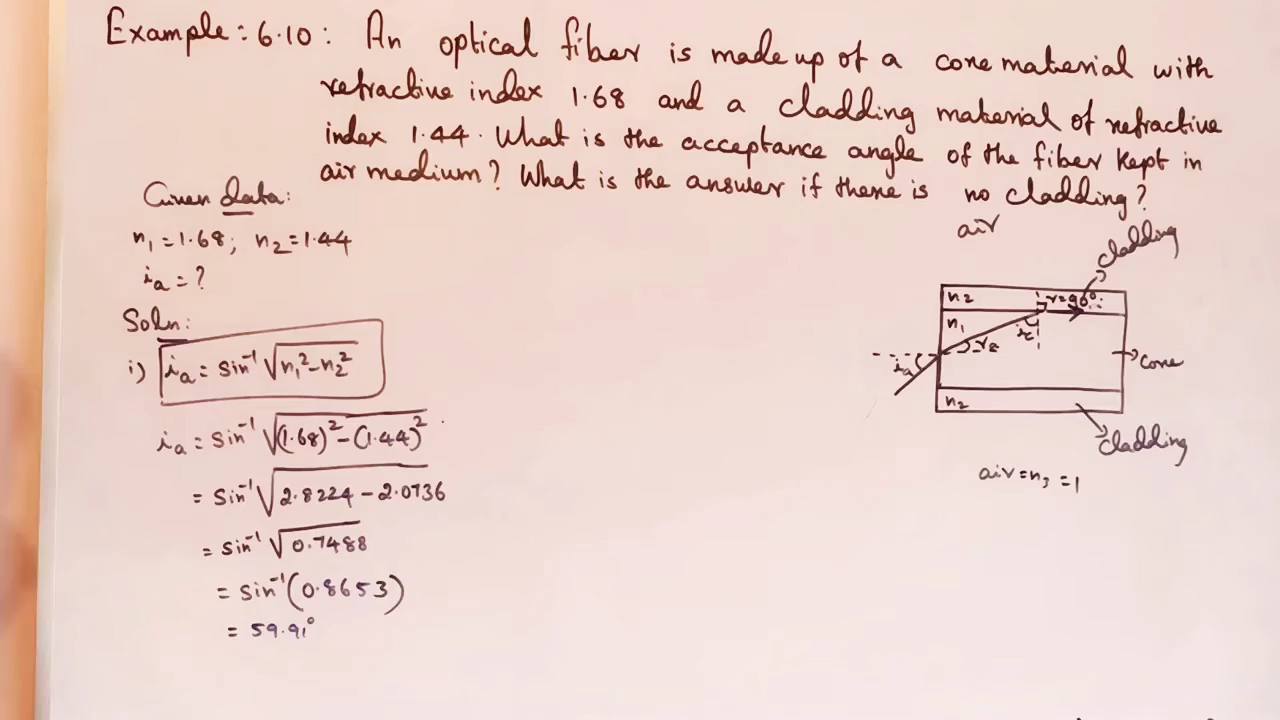 Example: 6.10: An optical fiber is made up of a core material with
refractive index 1.68 and a cladding material of refractive
index 1.44. What is the acceptance angle of the fiber kept in
air medium? What is the answer if there is no cladding?
Given data:
n₁ = 1.68; n₂ = 1.44
iₐ = ?
Soln:
i) iₐ = sin⁻¹ √(n₁² - n₂²)
iₐ = sin⁻¹ √((1.68)² - (1.44)²)
= sin⁻¹ √(2.8224 - 2.0736)
= sin⁻¹ √0.7488
= sin⁻¹ (0.8653)
= 59.91°
air
cladding
n₂
r = 90°
n₁
i꜀
r₂
iₐ
core
n₂
cladding
air = n₃ = 1